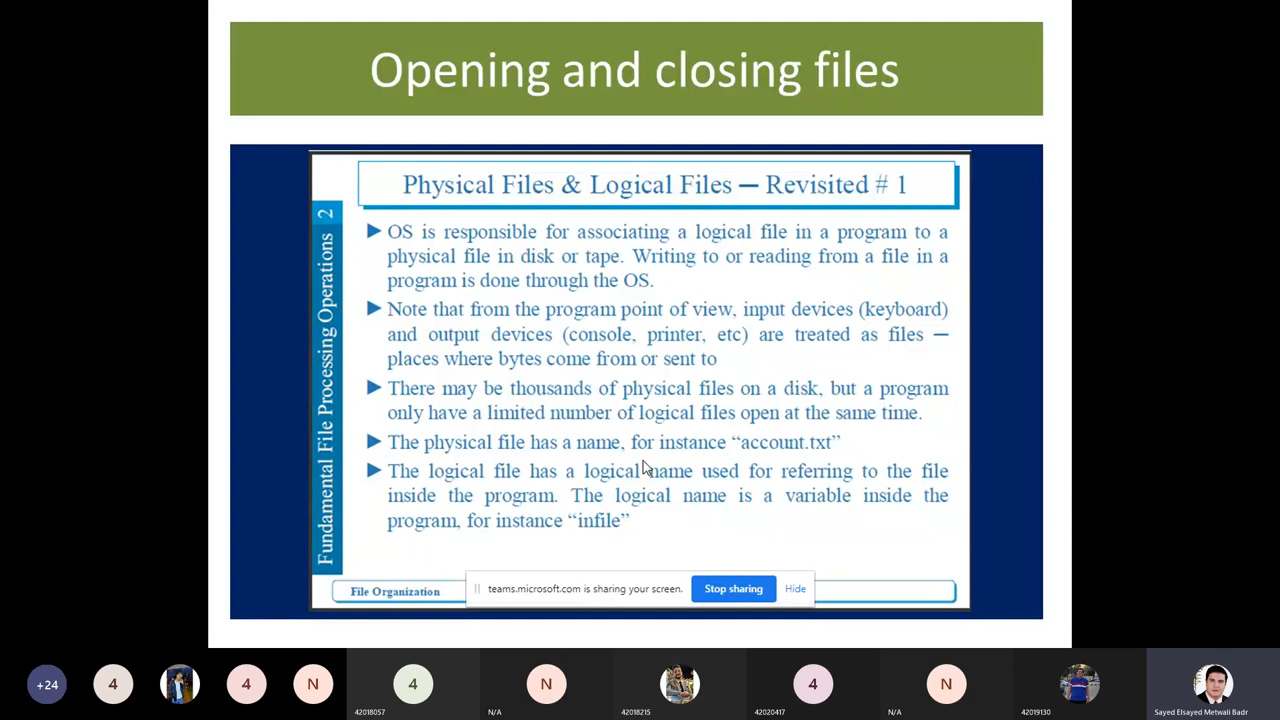 Opening and closing files
Physical Files & Logical Files — Revisited # 1
Fundamental File Processing Operations 2
► OS is responsible for associating a logical file in a program to a
physical file in disk or tape. Writing to or reading from a file in a
program is done through the OS.
► Note that from the program point of view, input devices (keyboard)
and output devices (console, printer, etc) are treated as files —
places where bytes come from or sent to
► There may be thousands of physical files on a disk, but a program
only have a limited number of logical files open at the same time.
► The physical file has a name, for instance “account.txt”
► The logical file has a logical name used for referring to the file
inside the program. The logical name is a variable inside the
program, for instance “infile”
File Organization
teams.microsoft.com is sharing your screen.
Stop sharing
Hide
+24
4
4
N
4
N
4
N
42018057
N/A
42018215
42020417
N/A
42019130
Sayed Elsayed Metwali Badr